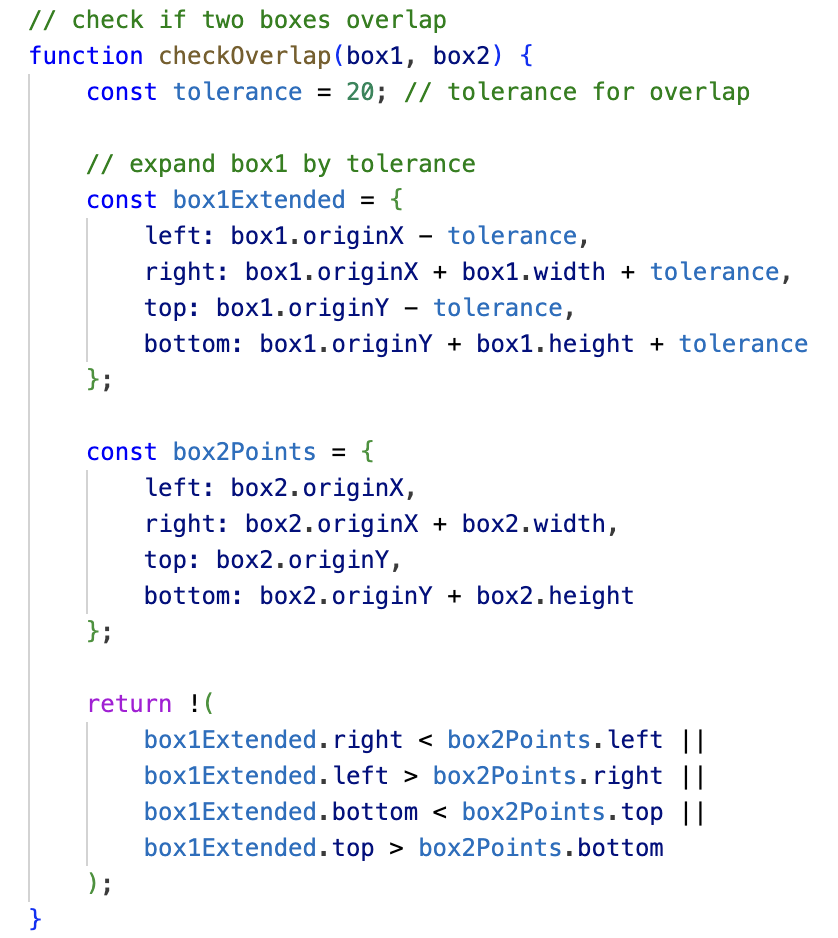 // check if two boxes overlap
function checkOverlap(box1, box2) {
    const tolerance = 20; // tolerance for overlap

    // expand box1 by tolerance
    const box1Extended = {
        left: box1.originX - tolerance,
        right: box1.originX + box1.width + tolerance,
        top: box1.originY - tolerance,
        bottom: box1.originY + box1.height + tolerance
    };

    const box2Points = {
        left: box2.originX,
        right: box2.originX + box2.width,
        top: box2.originY,
        bottom: box2.originY + box2.height
    };

    return !(
        box1Extended.right < box2Points.left ||
        box1Extended.left > box2Points.right ||
        box1Extended.bottom < box2Points.top ||
        box1Extended.top > box2Points.bottom
    );
}